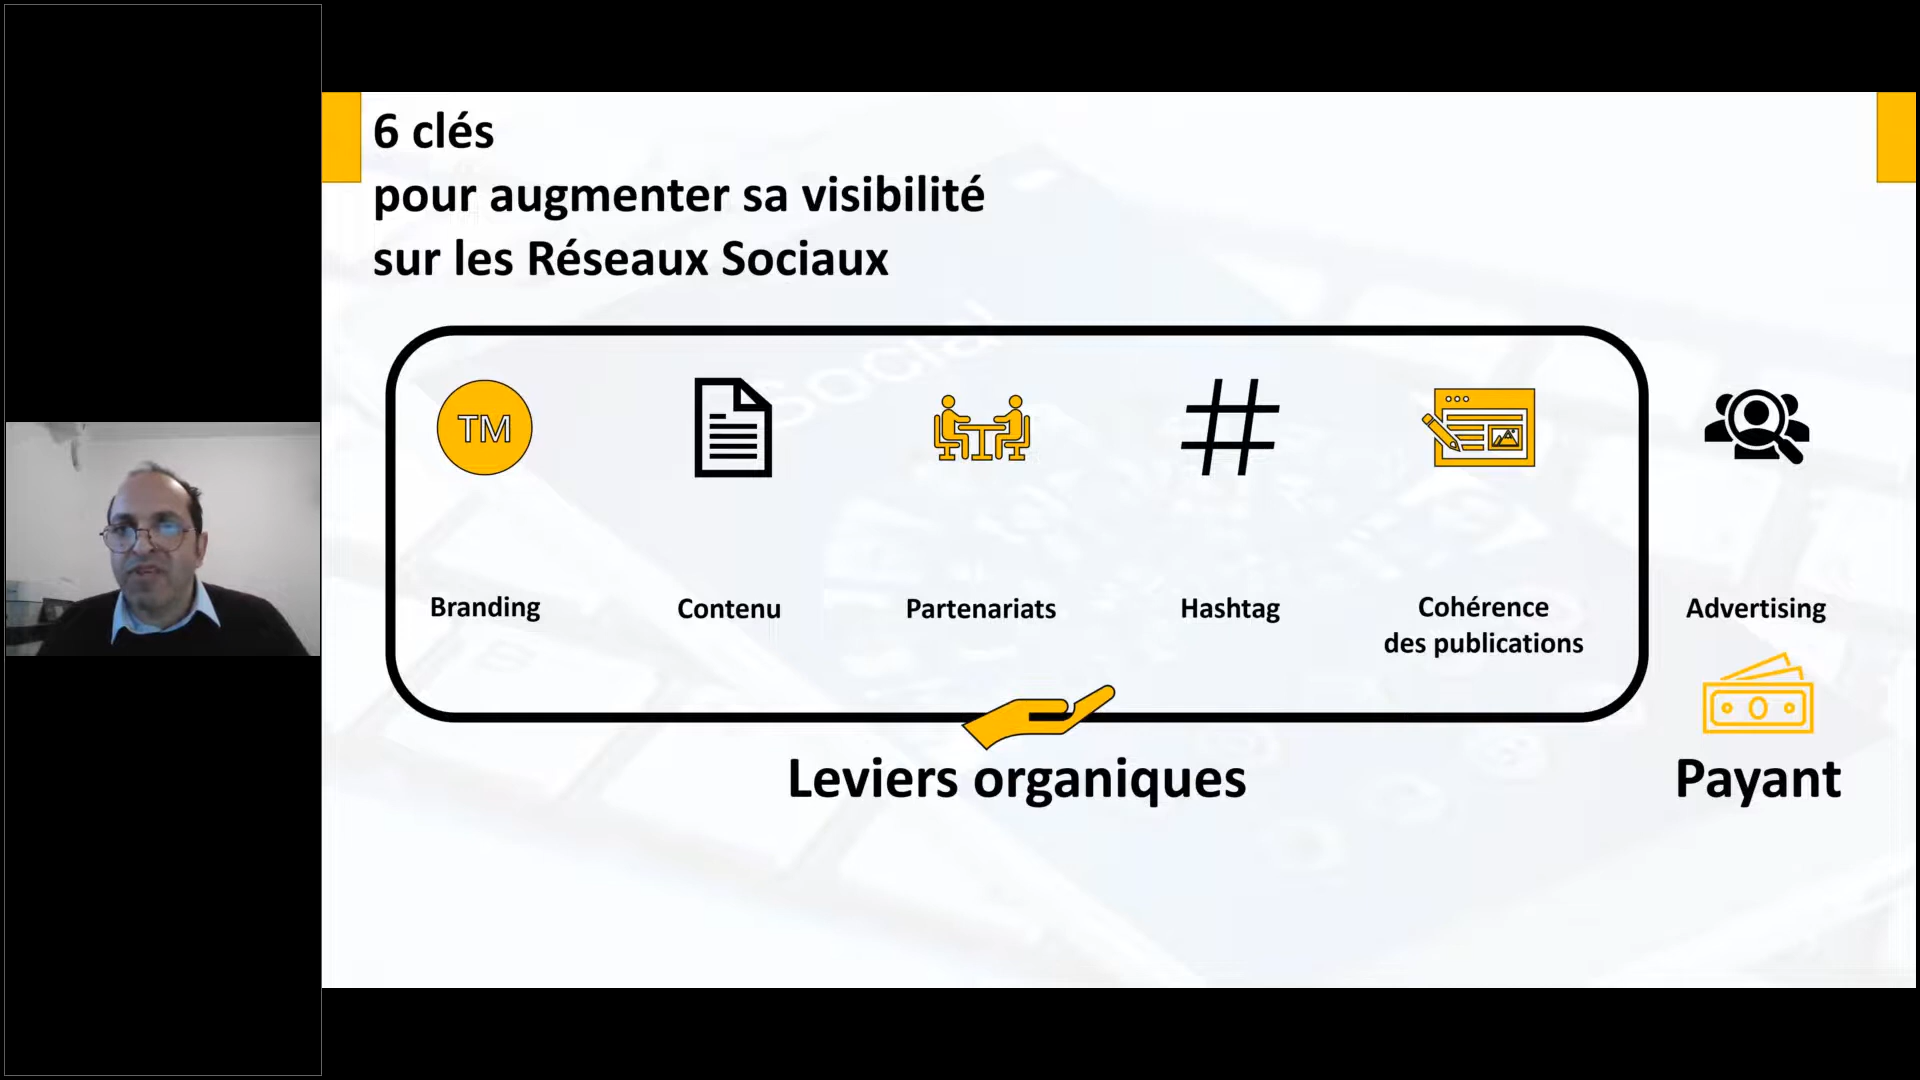 6 clés
pour augmenter sa visibilité
sur les Réseaux Sociaux
Social
TM
Branding
Contenu
Partenariats
#
Hashtag
Cohérence
des publications
Advertising
Leviers organiques
Payant